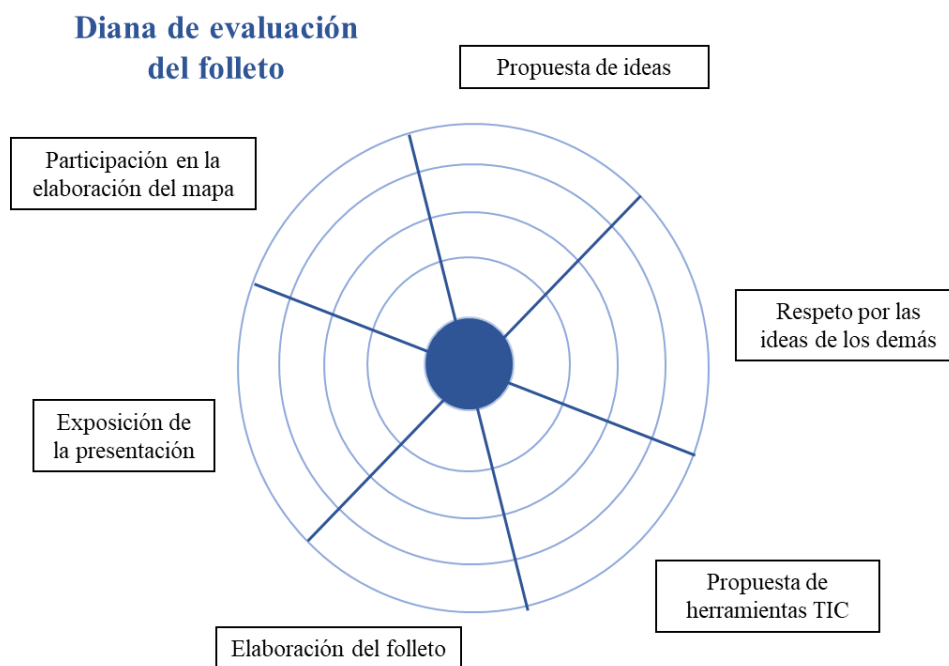 Diana de evaluación
del folleto
Propuesta de ideas
Participación en la
elaboración del mapa
Respeto por las
ideas de los demás
Exposición de
la presentación
Propuesta de
herramientas TIC
Elaboración del folleto